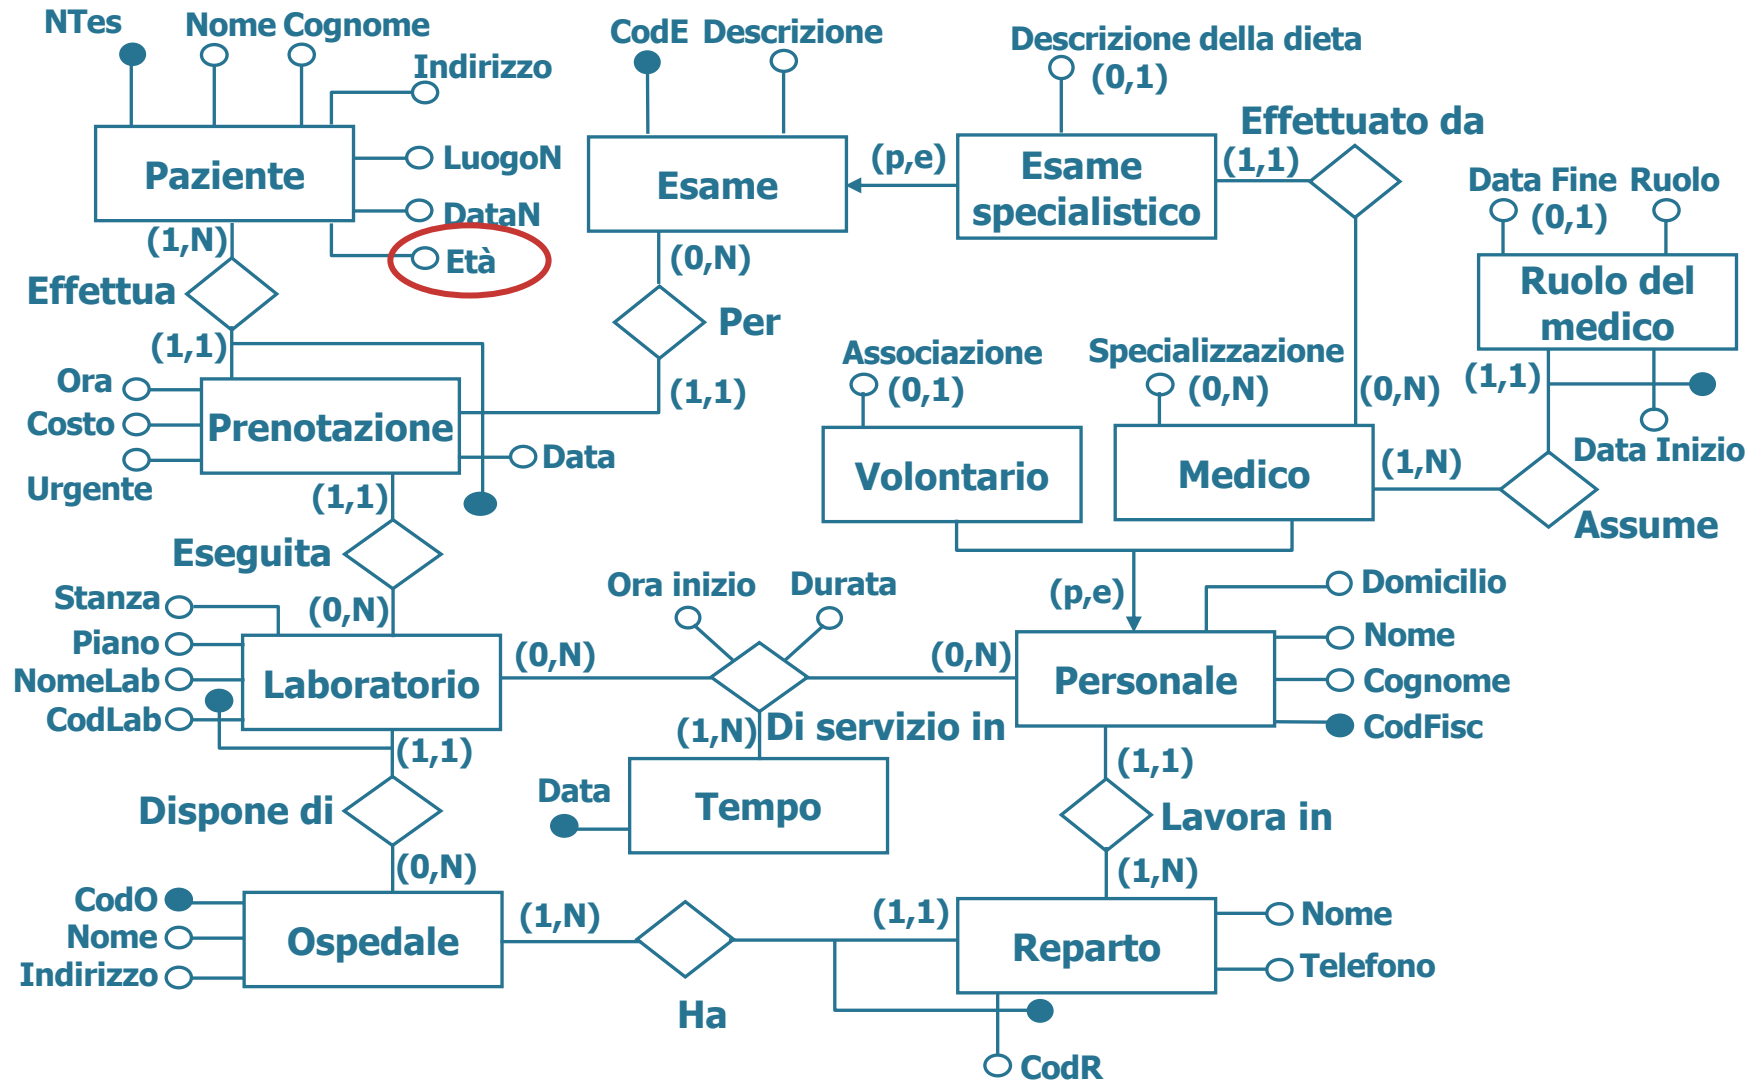 NTes
Nome Cognome
Indirizzo
Paziente
LuogoN
DataN
Età
(1,N)
Effettua
(1,1)
Ora
Costo
Urgente
Prenotazione
Data
(1,1)
Eseguita
(0,N)
CodE Descrizione
Esame
(0,N)
Per
(1,1)
(p,e)
Descrizione della dieta
(0,1)
Esame
specialistico
(1,1)
Effettuato da
(0,N)
Data Fine Ruolo
(0,1)
Ruolo del
medico
(1,1)
Data Inizio
Assume
(1,N)
Associazione
(0,1)
Volontario
Specializzazione
(0,N)
Medico
(p,e)
Stanza
Piano
NomeLab
CodLab
Laboratorio
(0,N)
Ora inizio
Durata
(0,N)
Di servizio in
(1,N)
Data
Tempo
Personale
Domicilio
Nome
Cognome
CodFisc
(1,1)
Lavora in
(1,N)
(1,1)
Dispone di
(0,N)
CodO
Nome
Indirizzo
Ospedale
(1,N)
Ha
(1,1)
Reparto
Nome
Telefono
CodR